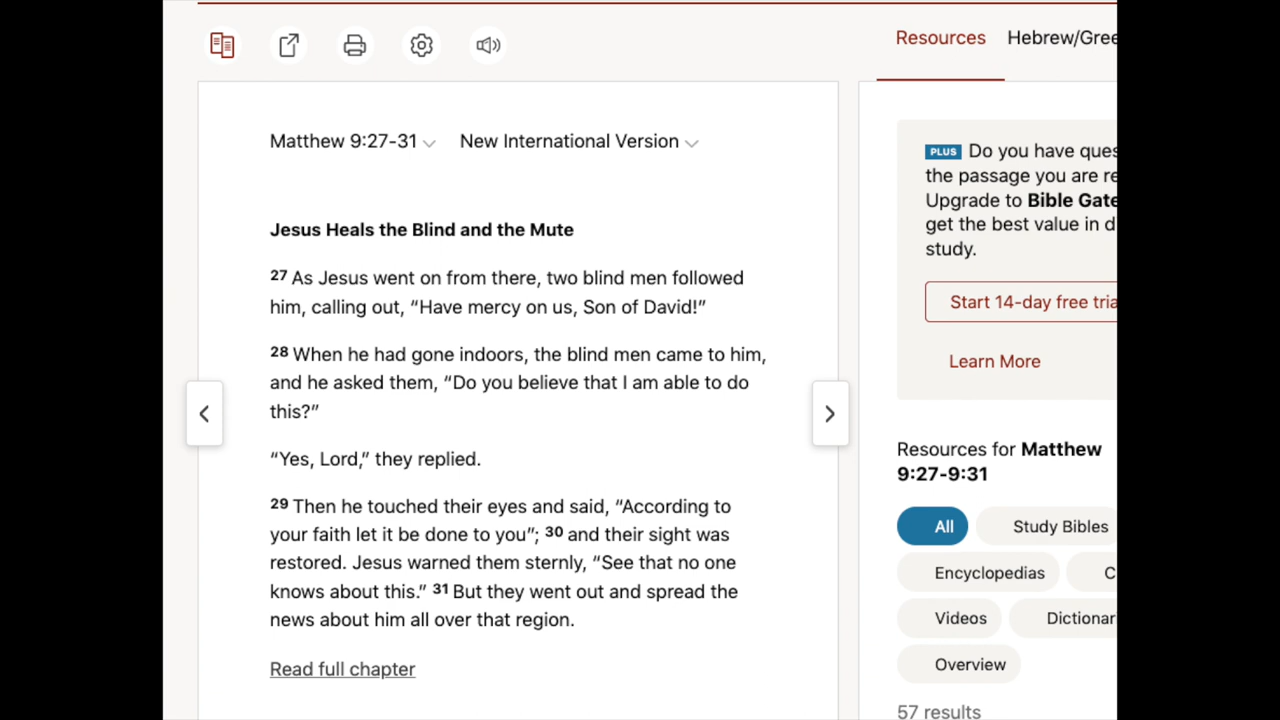 Resources Hebrew/Gree
Matthew 9:27-31 New International Version
Jesus Heals the Blind and the Mute
27 As Jesus went on from there, two blind men followed
him, calling out, “Have mercy on us, Son of David!”
28 When he had gone indoors, the blind men came to him,
and he asked them, “Do you believe that I am able to do
this?”
“Yes, Lord,” they replied.
29 Then he touched their eyes and said, “According to
your faith let it be done to you”; 30 and their sight was
restored. Jesus warned them sternly, “See that no one
knows about this.” 31 But they went out and spread the
news about him all over that region.
Read full chapter
PLUS Do you have ques
the passage you are re
Upgrade to Bible Gate
get the best value in d
study.
Start 14-day free tria
Learn More
Resources for Matthew
9:27-9:31
All Study Bibles
Encyclopedias C
Videos Dictionar
Overview
57 results